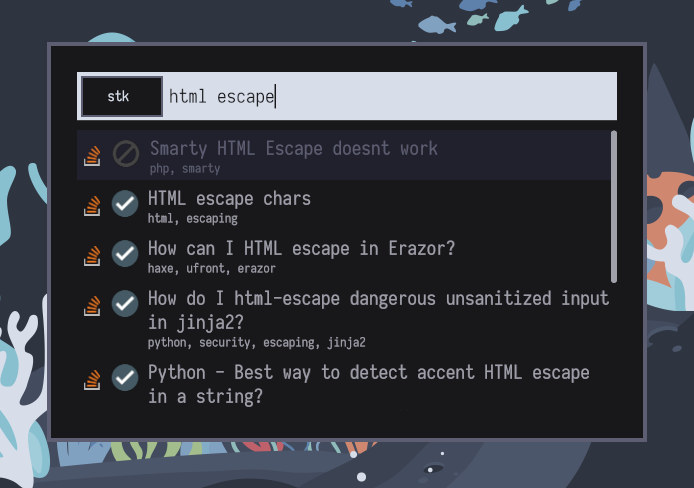 stk html escape
Smarty HTML Escape doesnt work
php, smarty
HTML escape chars
html, escaping
How can I HTML escape in Erazor?
haxe, ufront, erazor
How do I html-escape dangerous unsanitized input
in jinja2?
python, security, escaping, jinja2
Python - Best way to detect accent HTML escape
in a string?